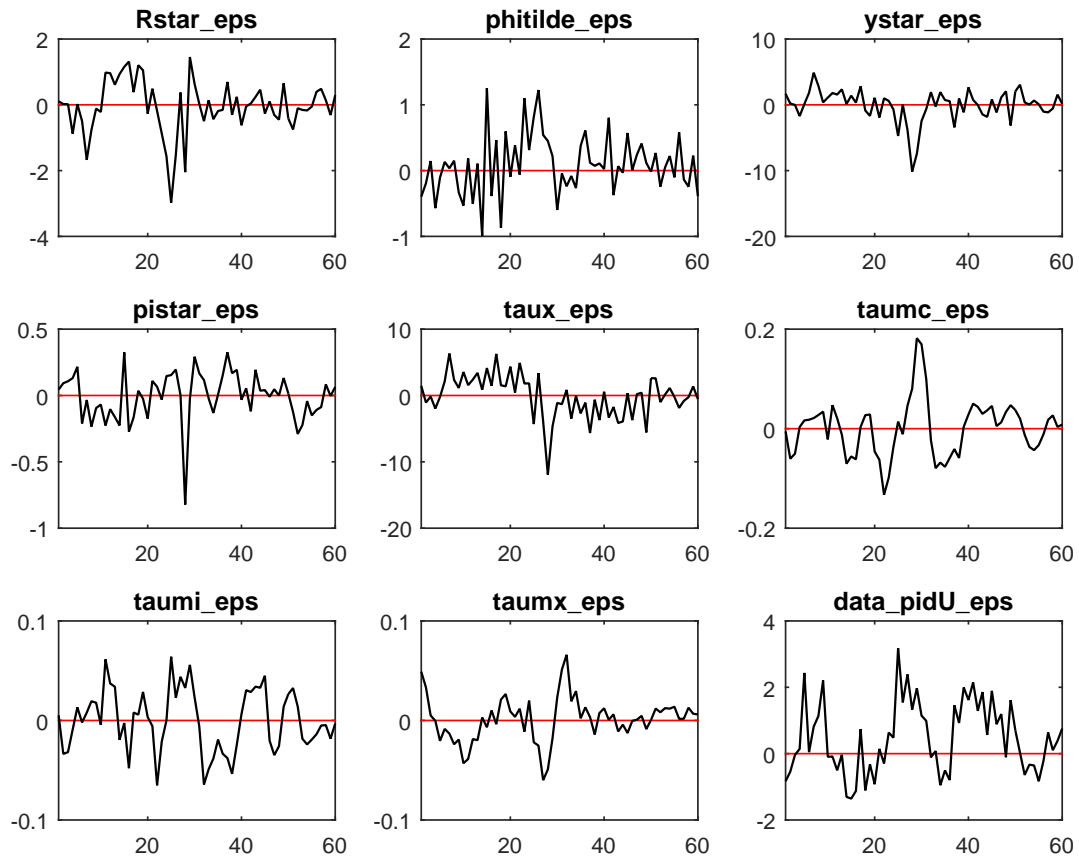 Rstar_eps phitilde_eps ystar_eps
2 2 10
0 1 0
-2 0 -10
-4 -1 -20
20 40 60 20 40 60 20 40 60
pistar_eps taux_eps taumc_eps
0.5 10 0.2
0 0 0
-0.5 -10
-1 -20 -0.2
20 40 60 20 40 60 20 40 60
taumi_eps taumx_eps data_pidU_eps
0.1 0.1 4
2
0 0 0
-0.1 -0.1 -2
20 40 60 20 40 60 20 40 60